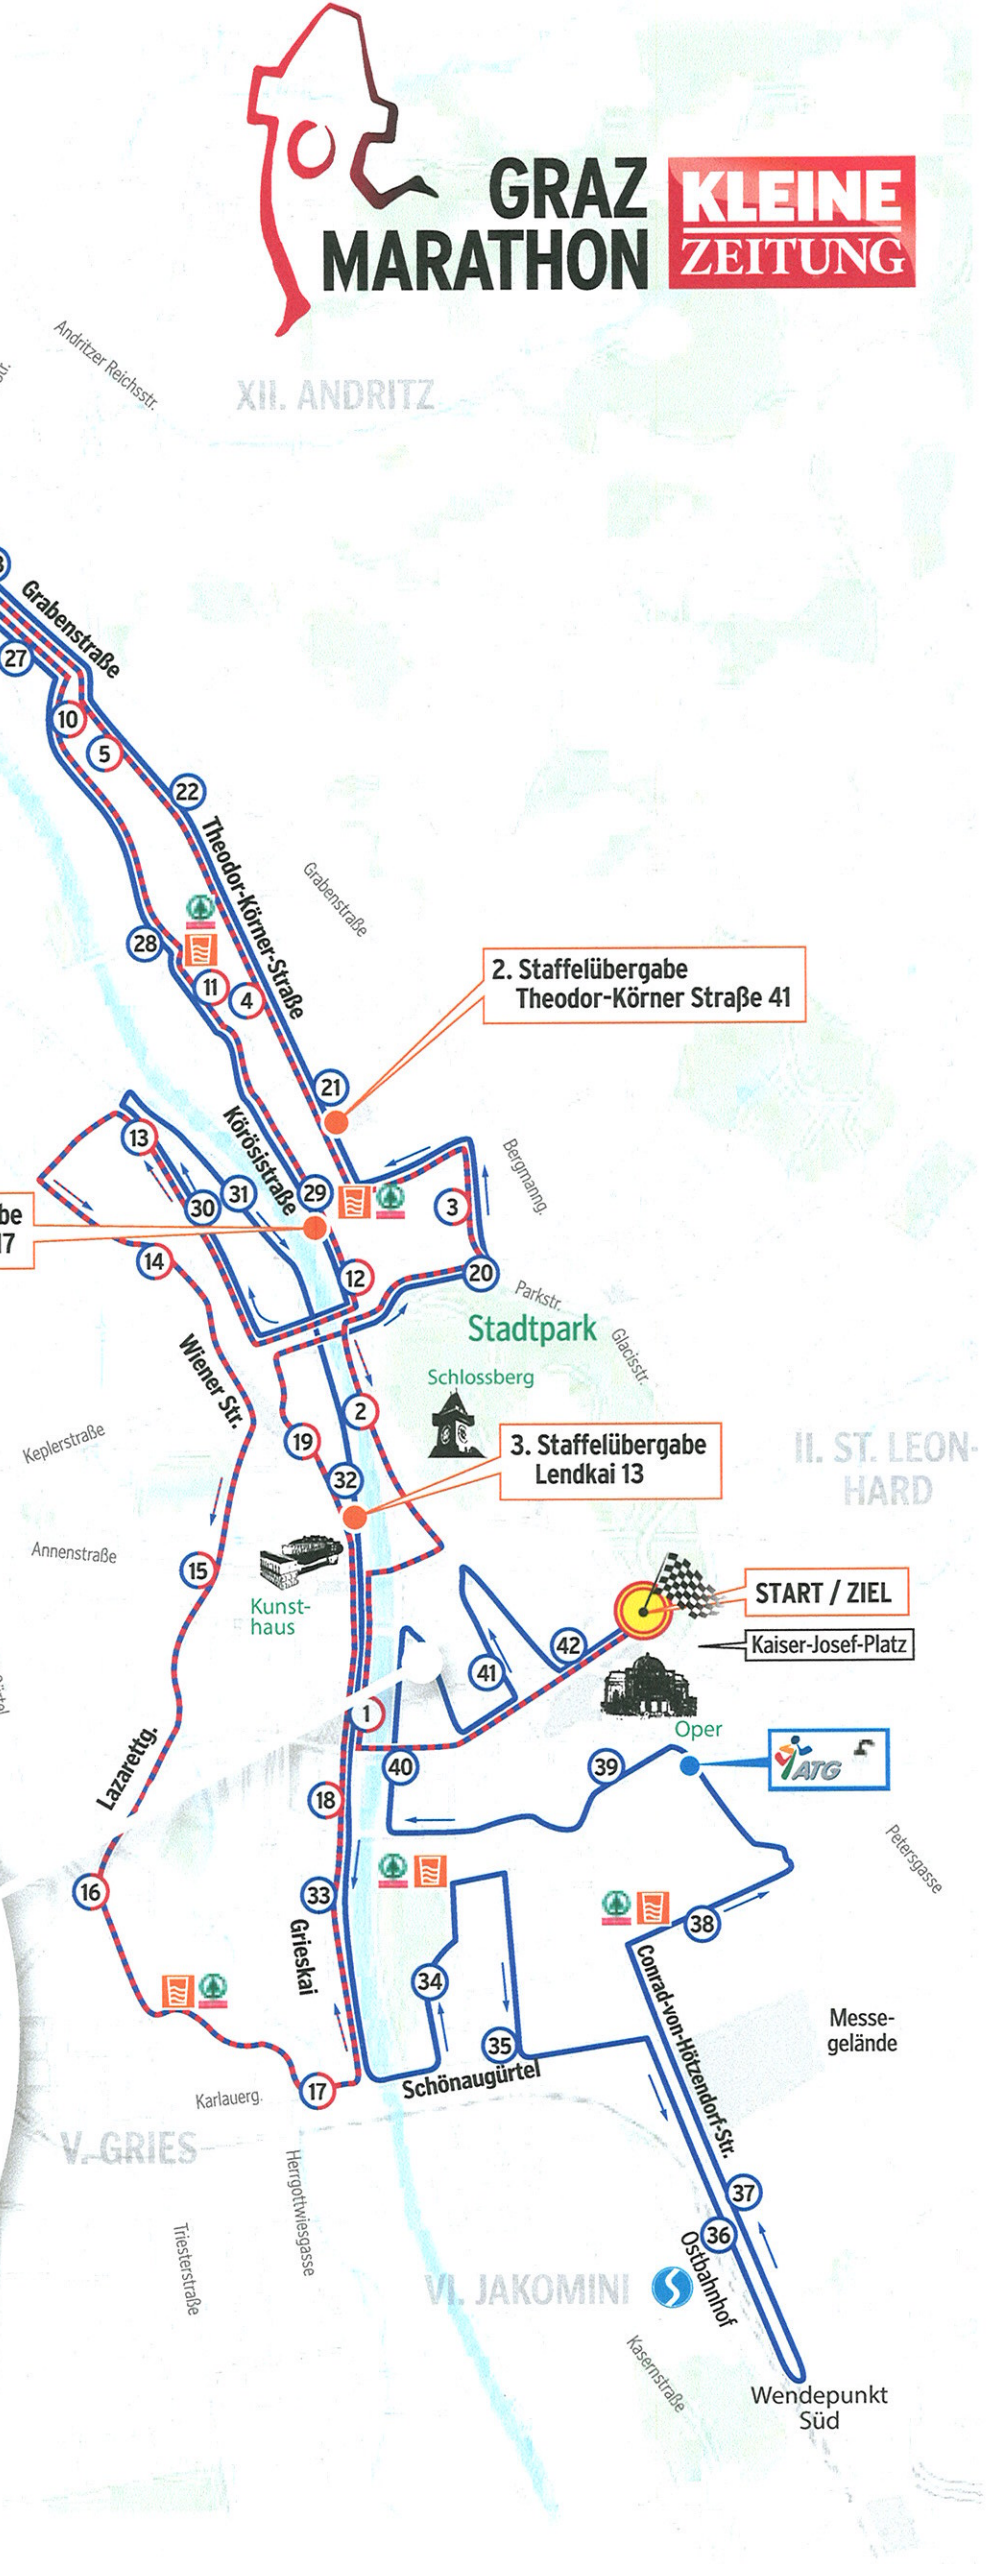 GRAZ
MARATHON
KLEINE
ZEITUNG
Andritzer Reichsstr.
XII. ANDRITZ
Grabenstraße
27
10
5
22
Theodor-Körner-Straße
Grabenstraße
28
11
4
2. Staffelübergabe
Theodor-Körner Straße 41
21
13
Körösistraße
Bergmanng.
31
29
30
3
be
17
14
12
20
Parkstr.
Stadtpark
Glacisstr.
Wiener Str.
Schlossberg
2
Keplerstraße
19
3. Staffelübergabe
Lendkai 13
32
II. ST. LEON-
HARD
Annenstraße
15
Kunst-
haus
START / ZIEL
Kaiser-Josef-Platz
42
41
1
Oper
Lazarettg.
40
39
ATG
18
Petersgasse
16
33
38
Grieskai
34
Conrad-von-Hötzendorf-Str.
Messe-
gelände
35
Schönaugürtel
17
Karlauerg.
V. GRIES
Herrgottwiesgasse
37
36
Triesterstraße
Ostbahnhof
VI. JAKOMINI
S
Kasernstraße
Wendepunkt
Süd